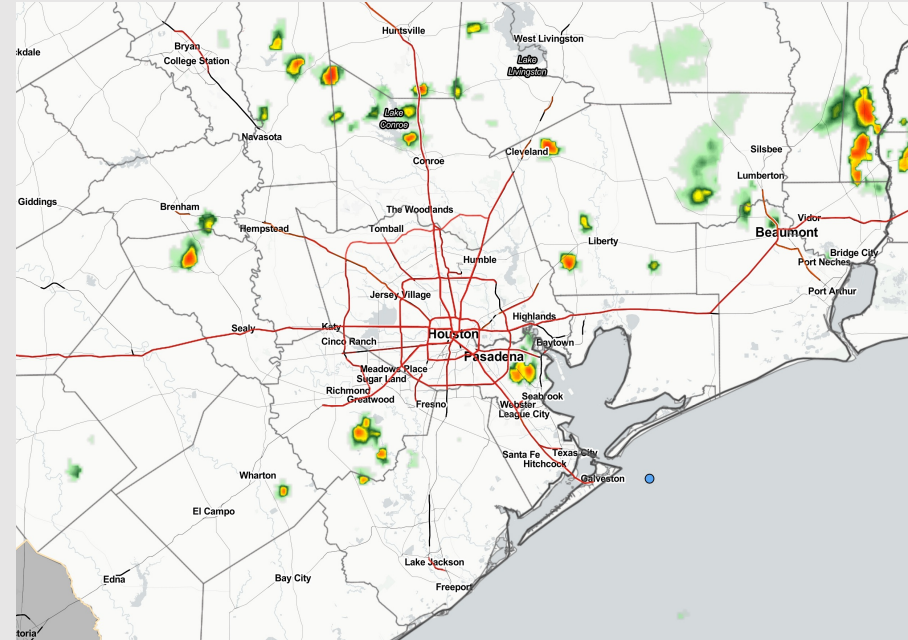 Huntsville
West Livingston
Bryan
kdale
College Station
Lake
Livingston
Lake
Conroe
Navasota
Silsbee
Cleveland
Conroe
Lumberton
Giddings
Brenham
The Woodlands
Vidor
Hempstead
Tomball
Beaumont
Liberty
Bridge City
Humble
Port Neches
Jersey Village
Port Arthur
Highlands
Sealy
Katy
Houston
Cinco Ranch
Baytown
Pasadena
Meadows Place
Sugar Land
Richmond
Greatwood
Seabrook
Fresno
Webster
League City
Santa Fe
Texas City
Hitchcock
Wharton
Galveston
El Campo
Lake Jackson
Edna
Bay City
Freeport
toria